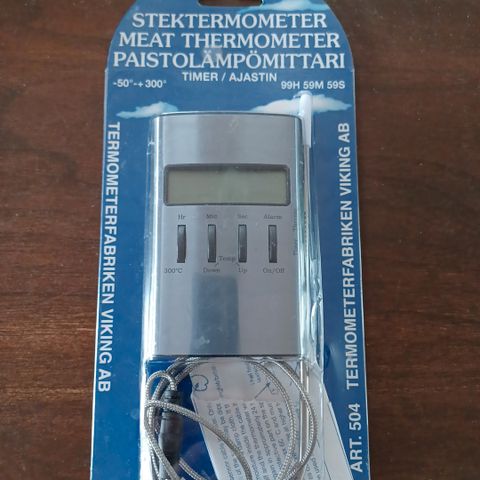 STEKTERMOMETER
MEAT THERMOMETER
PAISTOLÄMPÖMITTARI
TIMER / AJASTIN
-50°-+300°
99H 59M 59S
TERMOMETERFABRIKEN VIKING AB
Hr Min Sec Alarm
Temp
300°C Down Up On/Off
ART. 504 TERMOMETERFABRIKEN VIKING AB